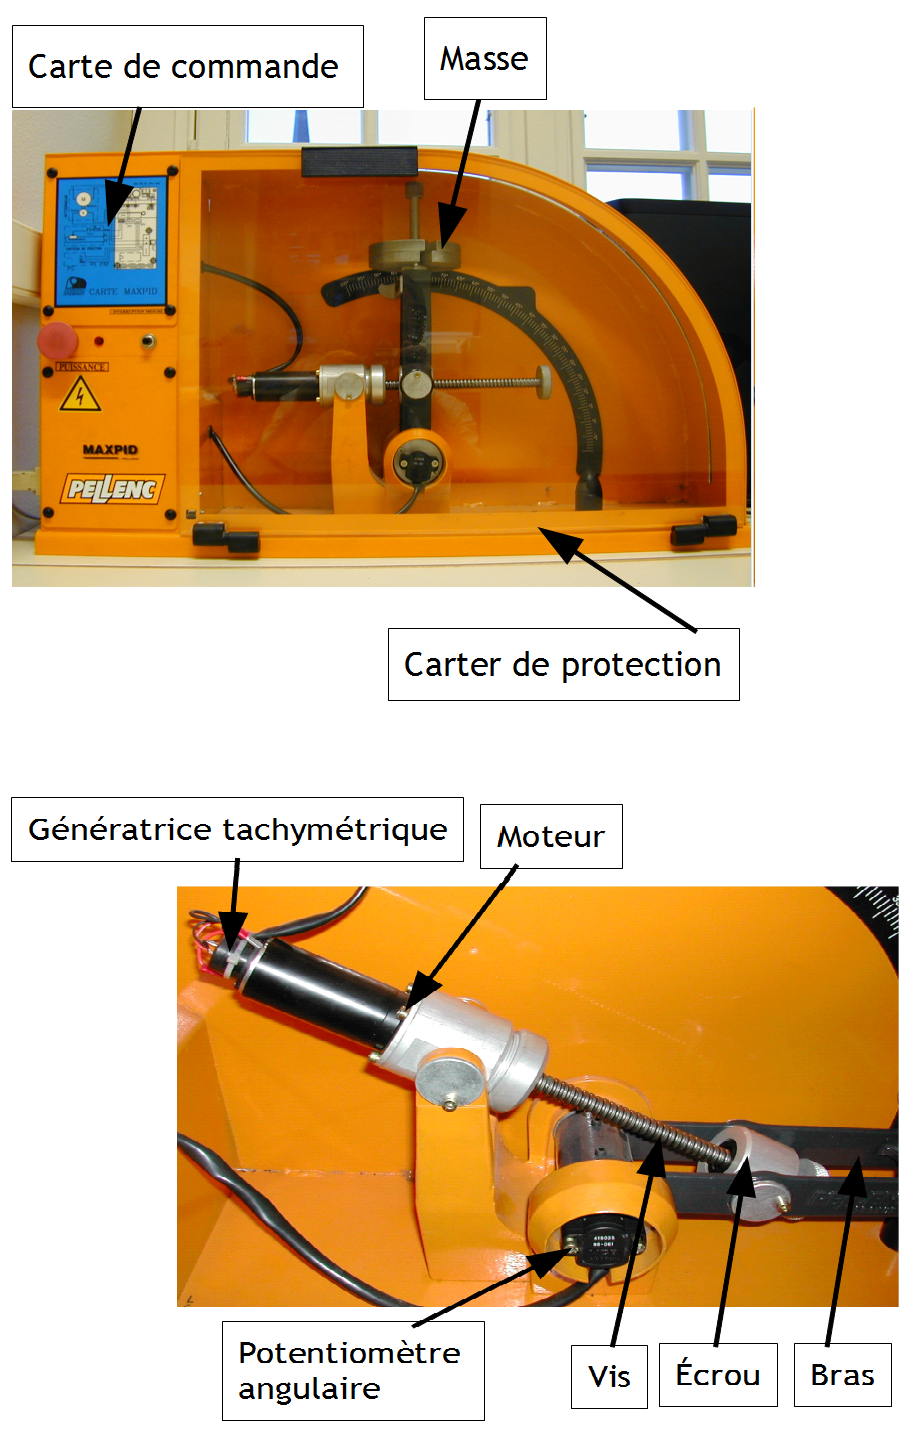 Carte de commande
Masse
CARTE MAXPID
PUISSANCE
MAXPID
PELLENC
Carter de protection
Génératrice tachymétrique
Moteur
Potentiomètre
angulaire
Vis
Écrou
Bras